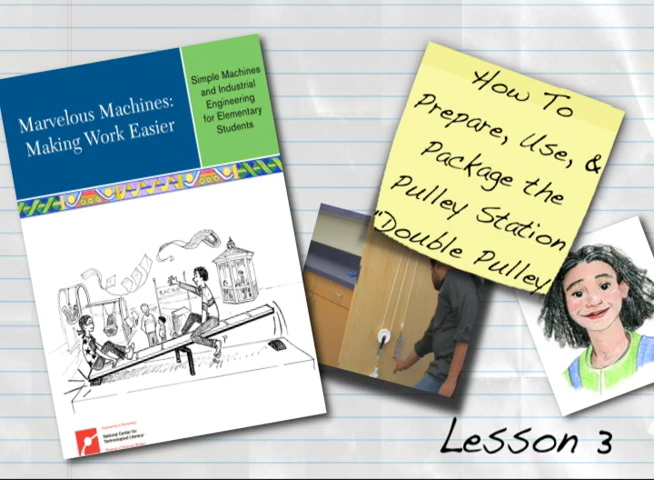 Marvelous Machines:
Making Work Easier
Simple Machines
and Industrial
Engineering
for Elementary
Students
National Center for
Technological Literacy
How To
Prepare, Use, &
Package the
Pulley Station
"Double Pulley
Lesson 3